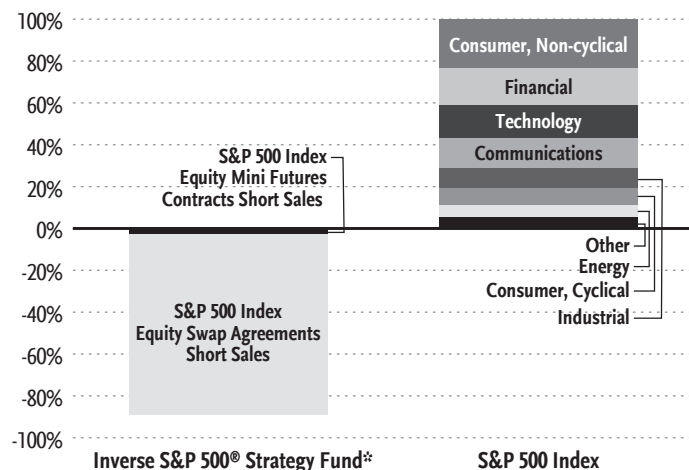 100%
80%
60%
40%
20%
0%
-20%
-40%
-60%
-80%
-100%
S&P 500 Index
Equity Mini Futures
Contracts Short Sales
S&P 500 Index
Equity Swap Agreements
Short Sales
Inverse S&P 500® Strategy Fund*
Consumer, Non-cyclical
Financial
Technology
Communications
Other
Energy
Consumer, Cyclical
Industrial
S&P 500 Index